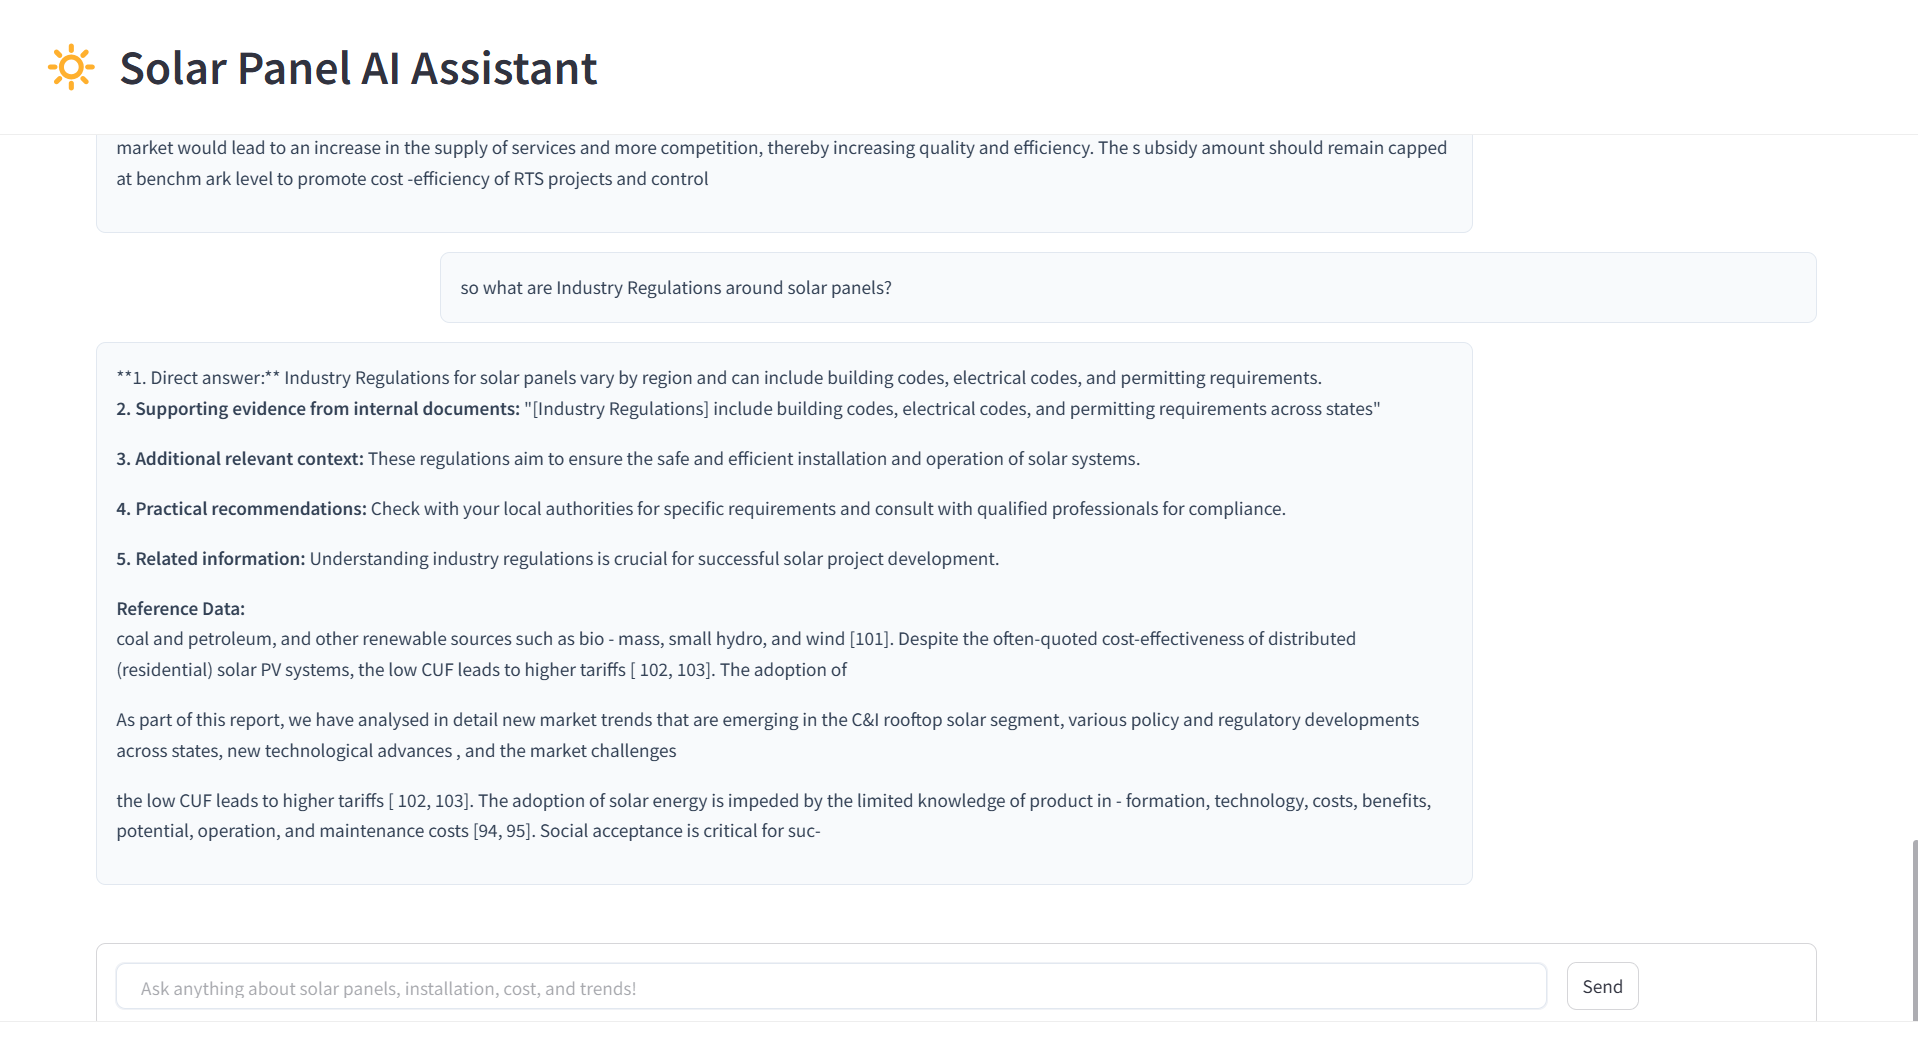 Solar Panel AI Assistant
market would lead to an increase in the supply of services and more competition, thereby increasing quality and efficiency. The s ubsidy amount should remain capped
at benchm ark level to promote cost -efficiency of RTS projects and control
so what are Industry Regulations around solar panels?
**1. Direct answer:** Industry Regulations for solar panels vary by region and can include building codes, electrical codes, and permitting requirements.
2. Supporting evidence from internal documents: "[Industry Regulations] include building codes, electrical codes, and permitting requirements across states"
3. Additional relevant context: These regulations aim to ensure the safe and efficient installation and operation of solar systems.
4. Practical recommendations: Check with your local authorities for specific requirements and consult with qualified professionals for compliance.
5. Related information: Understanding industry regulations is crucial for successful solar project development.
Reference Data:
coal and petroleum, and other renewable sources such as bio - mass, small hydro, and wind [101]. Despite the often-quoted cost-effectiveness of distributed
(residential) solar PV systems, the low CUF leads to higher tariffs [ 102, 103]. The adoption of
As part of this report, we have analysed in detail new market trends that are emerging in the C&I rooftop solar segment, various policy and regulatory developments
across states, new technological advances , and the market challenges
the low CUF leads to higher tariffs [ 102, 103]. The adoption of solar energy is impeded by the limited knowledge of product in - formation, technology, costs, benefits,
potential, operation, and maintenance costs [94, 95]. Social acceptance is critical for suc-
Ask anything about solar panels, installation, cost, and trends!
Send